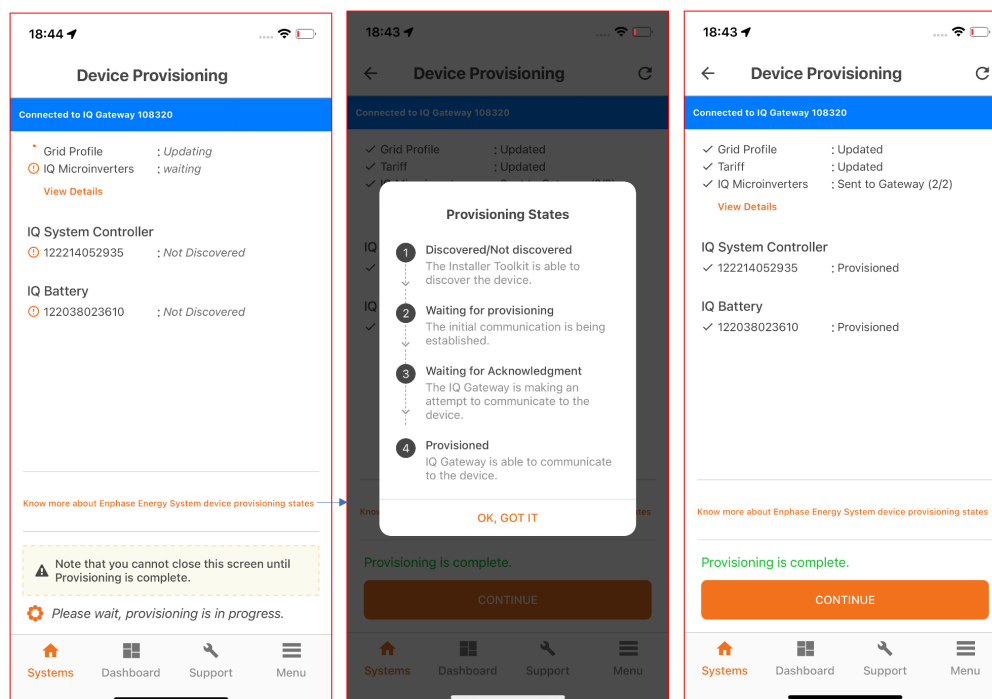 18:44
Device Provisioning
Connected to IQ Gateway 108320
Grid Profile : Updating
IQ Microinverters : waiting
View Details
IQ System Controller
122214052935 : Not Discovered
IQ Battery
122038023610 : Not Discovered
Know more about Enphase Energy System device provisioning states
Note that you cannot close this screen until
Provisioning is complete.
Please wait, provisioning is in progress.
Systems Dashboard Support Menu
18:43
Device Provisioning
Connected to IQ Gateway 108320
Grid Profile : Updated
Tariff : Updated
IQ
IQ
Provisioning States
1 Discovered/Not discovered
The Installer Toolkit is able to
discover the device.
2 Waiting for provisioning
The initial communication is being
established.
3 Waiting for Acknowledgment
The IQ Gateway is making an
attempt to communicate to the
device.
4 Provisioned
IQ Gateway is able to communicate
to the device.
OK, GOT IT
Provisioning is complete.
CONTINUE
Systems Dashboard Support Menu
18:43
Device Provisioning
Connected to IQ Gateway 108320
Grid Profile : Updated
Tariff : Updated
IQ Microinverters : Sent to Gateway (2/2)
View Details
IQ System Controller
122214052935 : Provisioned
IQ Battery
122038023610 : Provisioned
Know more about Enphase Energy System device provisioning states
Provisioning is complete.
CONTINUE
Systems Dashboard Support Menu